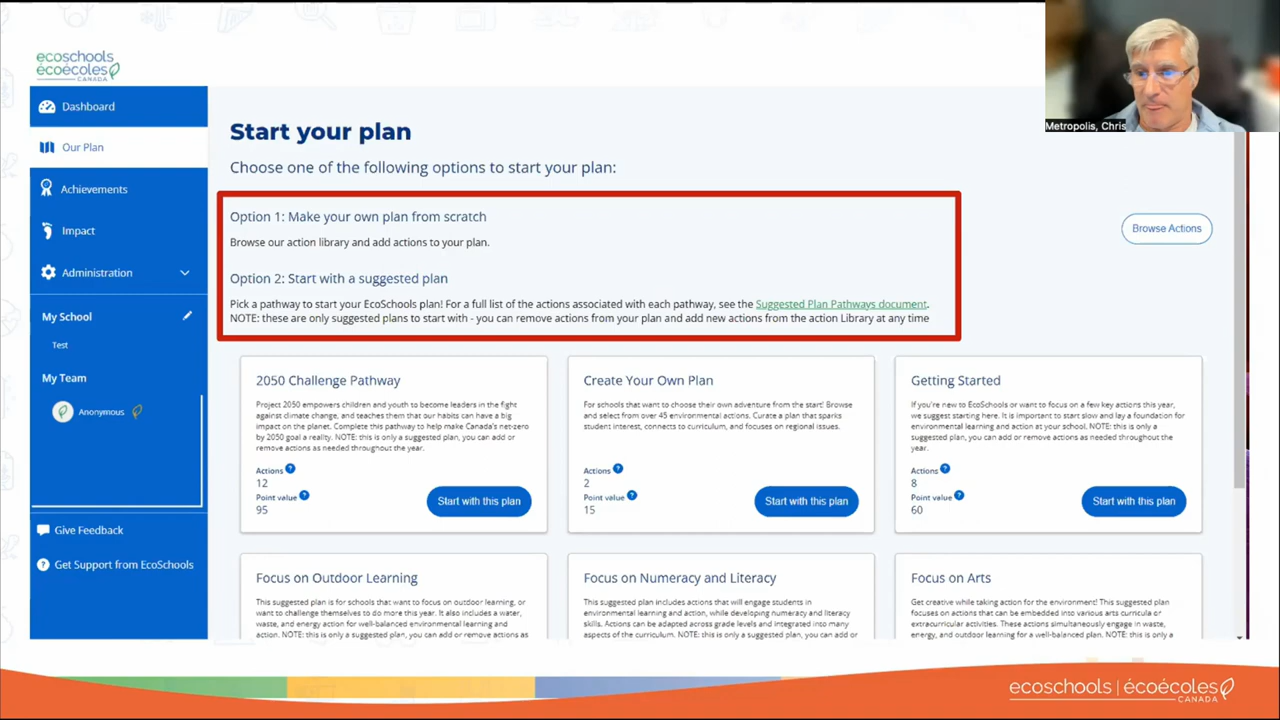 ecoschools
écoécoles
CANADA
Metropolis, Chris
Dashboard
Our Plan
Achievements
Impact
Administration
My School
Test
My Team
Anonymous
Give Feedback
Get Support from EcoSchools
Start your plan
Choose one of the following options to start your plan:
Option 1: Make your own plan from scratch
Browse our action library and add actions to your plan.
Browse Actions
Option 2: Start with a suggested plan
Pick a pathway to start your EcoSchools plan! For a full list of the actions associated with each pathway, see the Suggested Plan Pathways document.
NOTE: these are only suggested plans to start with - you can remove actions from your plan and add new actions from the action Library at any time
2050 Challenge Pathway
Project 2050 empowers children and youth to become leaders in the fight
against climate change, and teaches them that our habits can have a big
impact on the planet. Complete this pathway to help make Canada's net-zero
by 2050 goal a reality. NOTE: this is only a suggested plan, you can add or
remove actions as needed throughout the year.
Actions ?
12
Point value ?
95
Start with this plan
Create Your Own Plan
For schools that want to choose their own adventure from the start! Browse
and select from over 45 environmental actions. Curate a plan that sparks
student interest, connects to curriculum, and focuses on regional issues.
Actions ?
2
Point value ?
15
Start with this plan
Getting Started
If you're new to EcoSchools or want to focus on a few key actions this year,
we suggest starting here. It is important to start slow and lay a foundation for
environmental learning and action at your school. NOTE: this is only a
suggested plan, you can add or remove actions as needed throughout the
year.
Actions ?
8
Point value ?
60
Start with this plan
Focus on Outdoor Learning
This suggested plan is for schools that want to focus on outdoor learning, or
want to challenge themselves to do more this year. It also includes a water,
waste, and energy action for well-balanced environmental learning and
action. NOTE: this is only a suggested plan, you can add or remove actions as
Focus on Numeracy and Literacy
This suggested plan includes actions that will engage students in
environmental learning and action, while developing numeracy and literacy
skills. Actions can be adapted across grade levels and integrated into many
aspects of the curriculum. NOTE: this is only a suggested plan, you can add or
Focus on Arts
Get creative while taking action for the environment! This suggested plan
focuses on actions that can be embedded into various arts curricula or
extracurricular activities. These actions simultaneously engage in waste,
energy, and outdoor learning for a well-balanced plan. NOTE: this is only a
ecoschools | écoécoles
CANADA